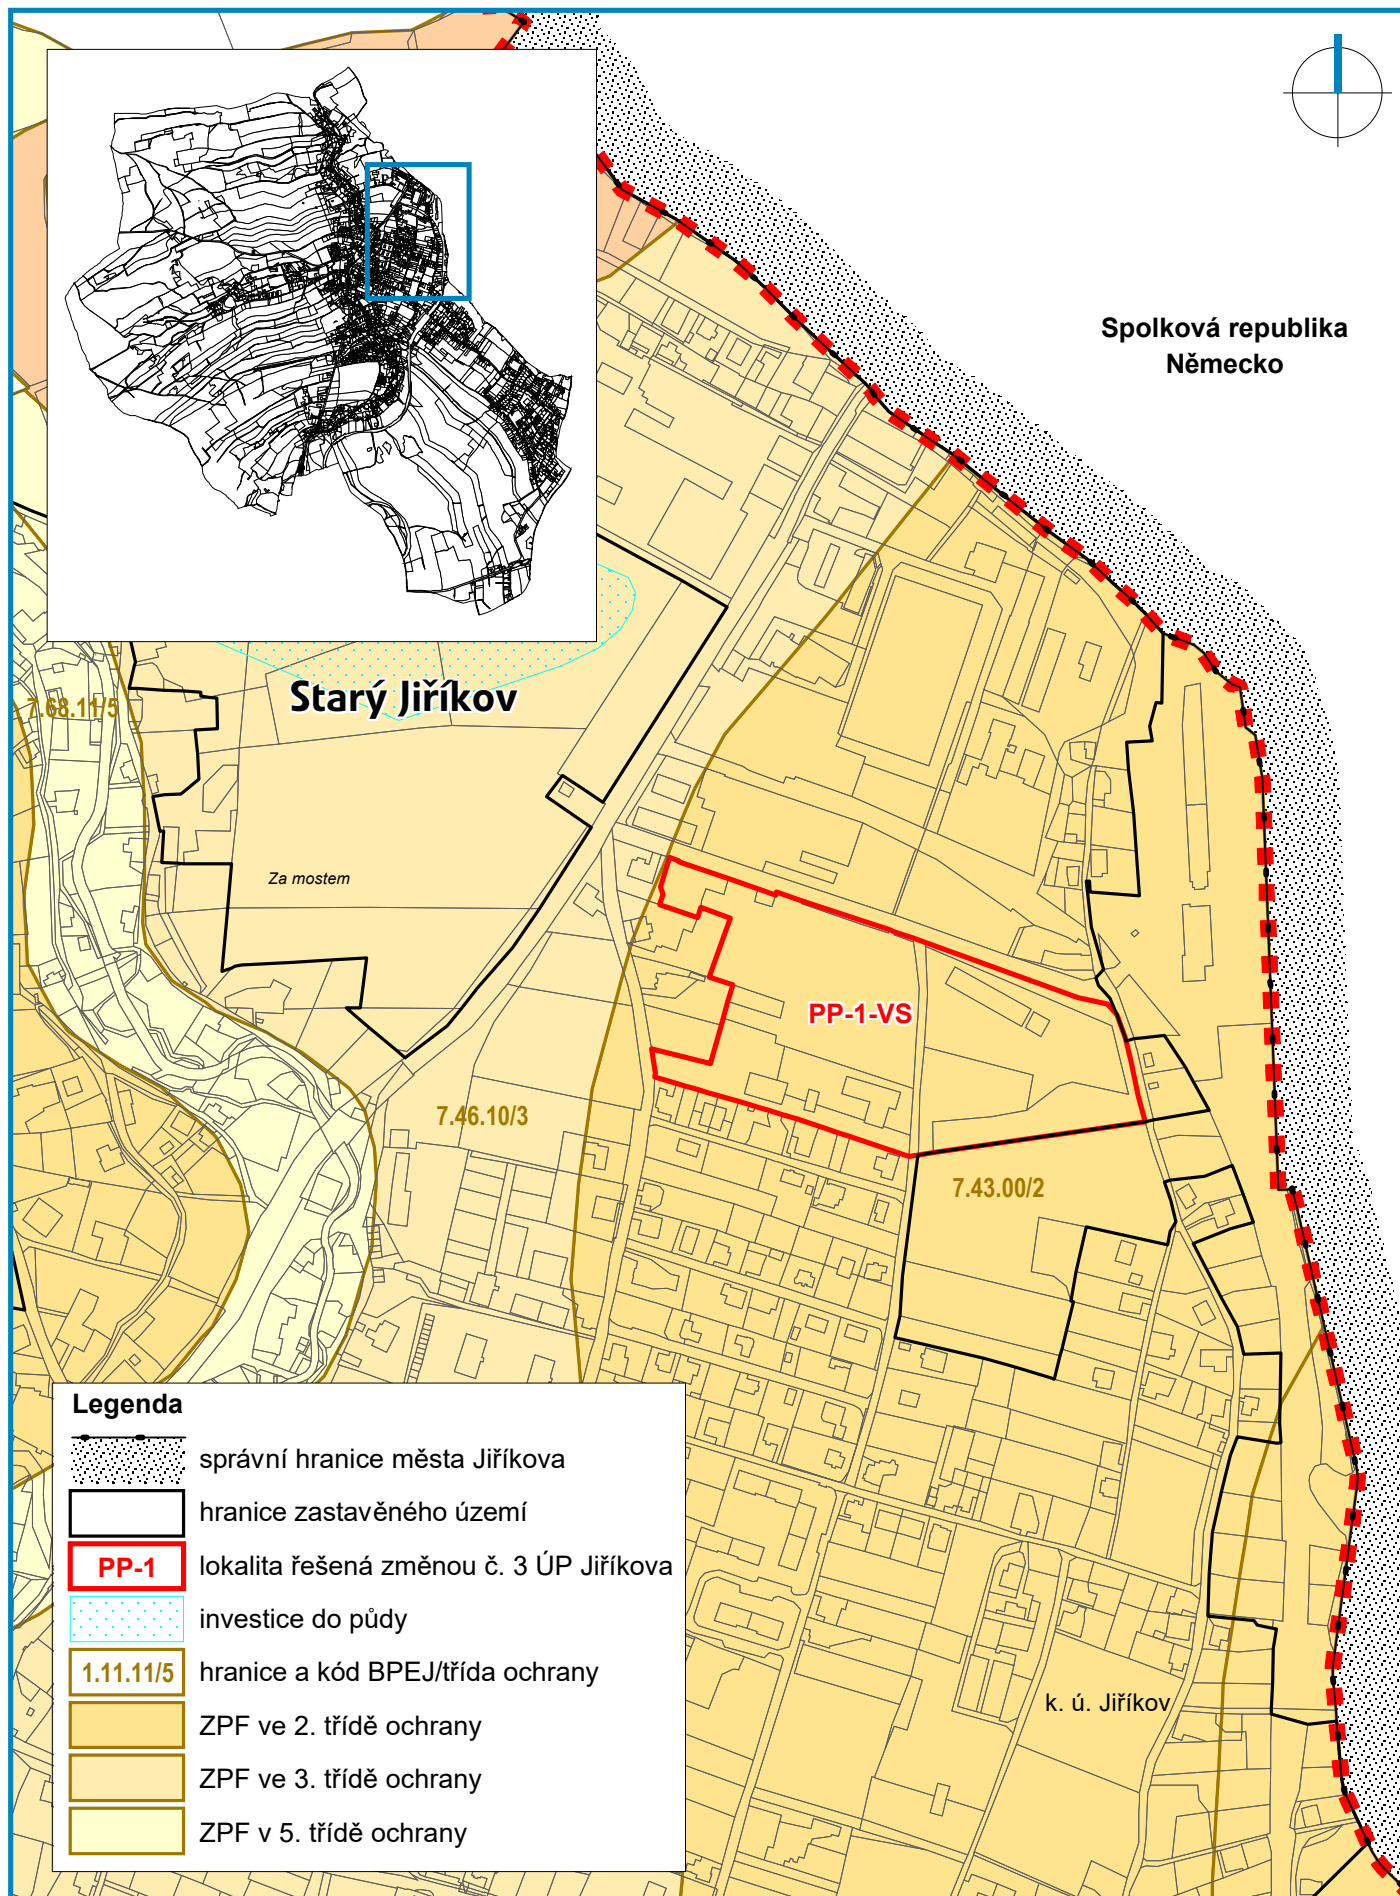 Spolková republika
Německo
7.68.11/5
Starý Jiříkov
Za mostem
PP-1-VS
7.46.10/3
7.43.00/2
Legenda
správní hranice města Jiříkova
hranice zastavěného území
PP-1 lokalita řešená změnou č. 3 ÚP Jiříkova
investice do půdy
1.11.11/5 hranice a kód BPEJ/třída ochrany
ZPF ve 2. třídě ochrany
ZPF ve 3. třídě ochrany
ZPF v 5. třídě ochrany
k. ú. Jiříkov